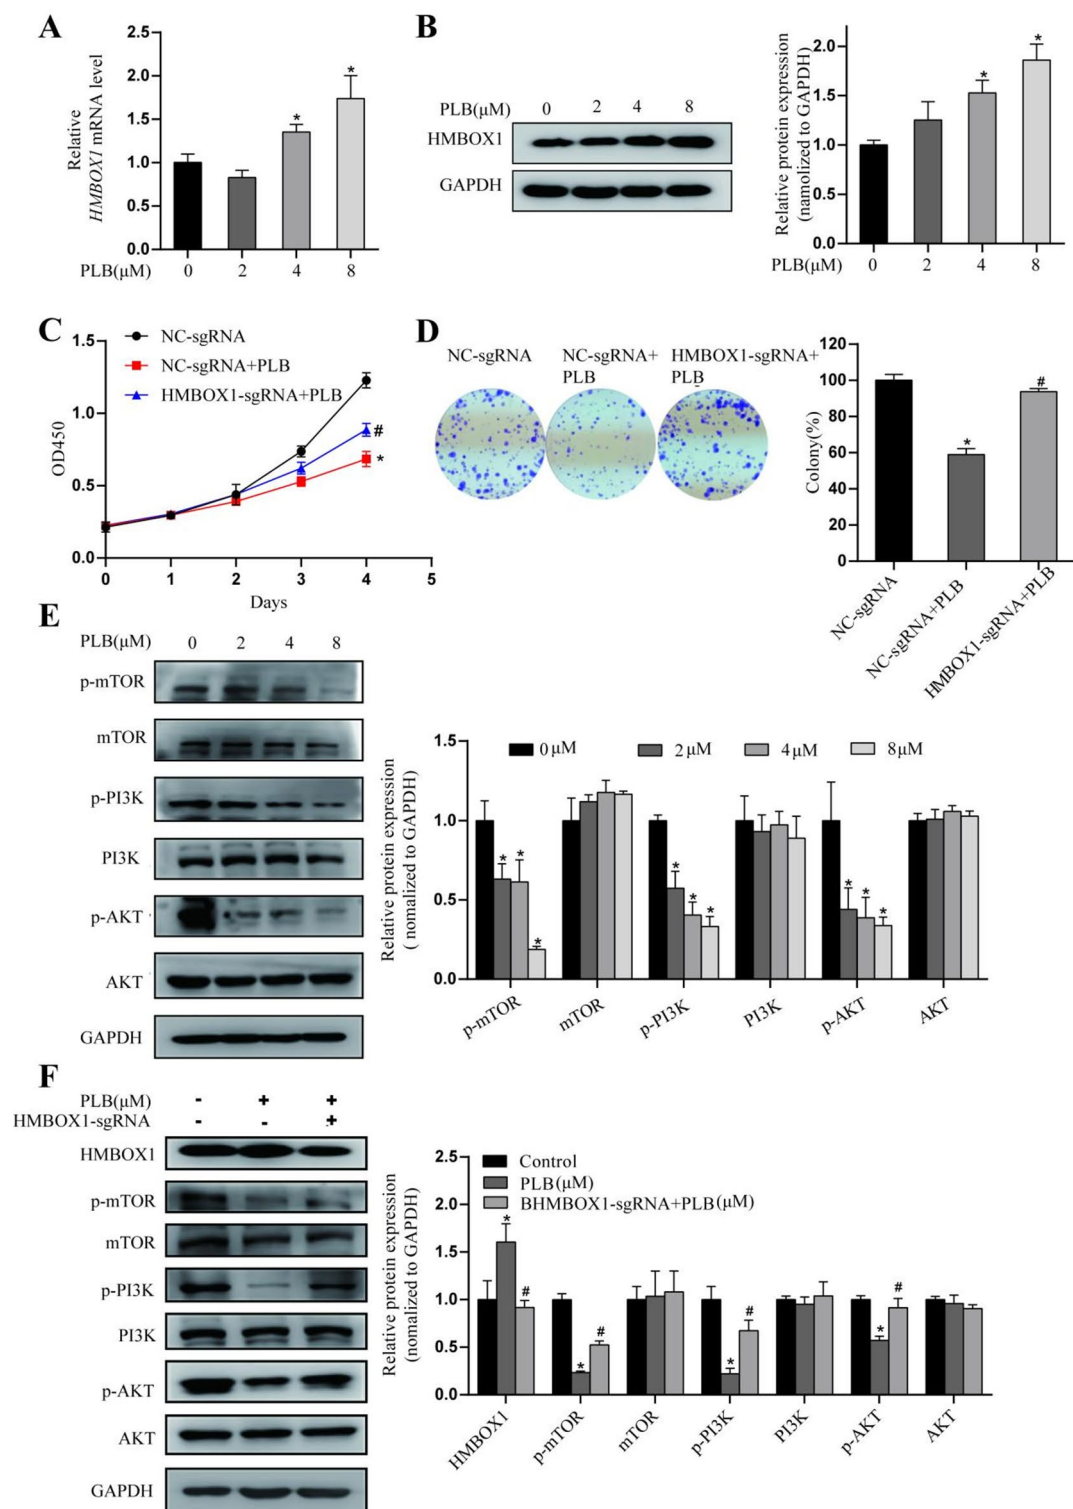 A
Relative
HMBOX1 mRNA level
2.5
2.0
1.5
1.0
0.5
0.0
*
*
PLB(μM) 0 2 4 8
B
PLB(μM) 0 2 4 8
HMBOX1
GAPDH
Relative protein expression
(namolized to GAPDH)
2.0
1.5
1.0
0.5
0.0
*
*
PLB(μM) 0 2 4 8
C
NC-sgRNA
NC-sgRNA+PLB
HMBOX1-sgRNA+PLB
OD450
1.5
1.0
0.5
0.0
#
*
0 1 2 3 4 5
Days
D
NC-sgRNA
NC-sgRNA+
PLB
HMBOX1-sgRNA+
PLB
Colony(%)
120
100
80
60
40
20
0
*
#
NC-sgRNA
NC-sgRNA+PLB
HMBOX1-sgRNA+PLB
E
PLB(μM) 0 2 4 8
p-mTOR
mTOR
p-PI3K
PI3K
p-AKT
AKT
GAPDH
Relative protein expression
( nomalized to GAPDH)
1.5
1.0
0.5
0.0
0 μM 2 μM 4 μM 8 μM
* *
*
*
*
*
*
*
*
p-mTOR mTOR p-PI3K PI3K p-AKT AKT
F
PLB(μM) - + +
HMBOX1-sgRNA - - +
HMBOX1
p-mTOR
mTOR
p-PI3K
PI3K
p-AKT
AKT
GAPDH
Relative protein expression
(nomalized to GAPDH)
2.5
2.0
1.5
1.0
0.5
0.0
Control
PLB(μM)
BHMBOX1-sgRNA+PLB(μM)
*
#
*
#
*
#
*
#
HMBOX1 p-mTOR mTOR p-PI3K PI3K p-AKT AKT